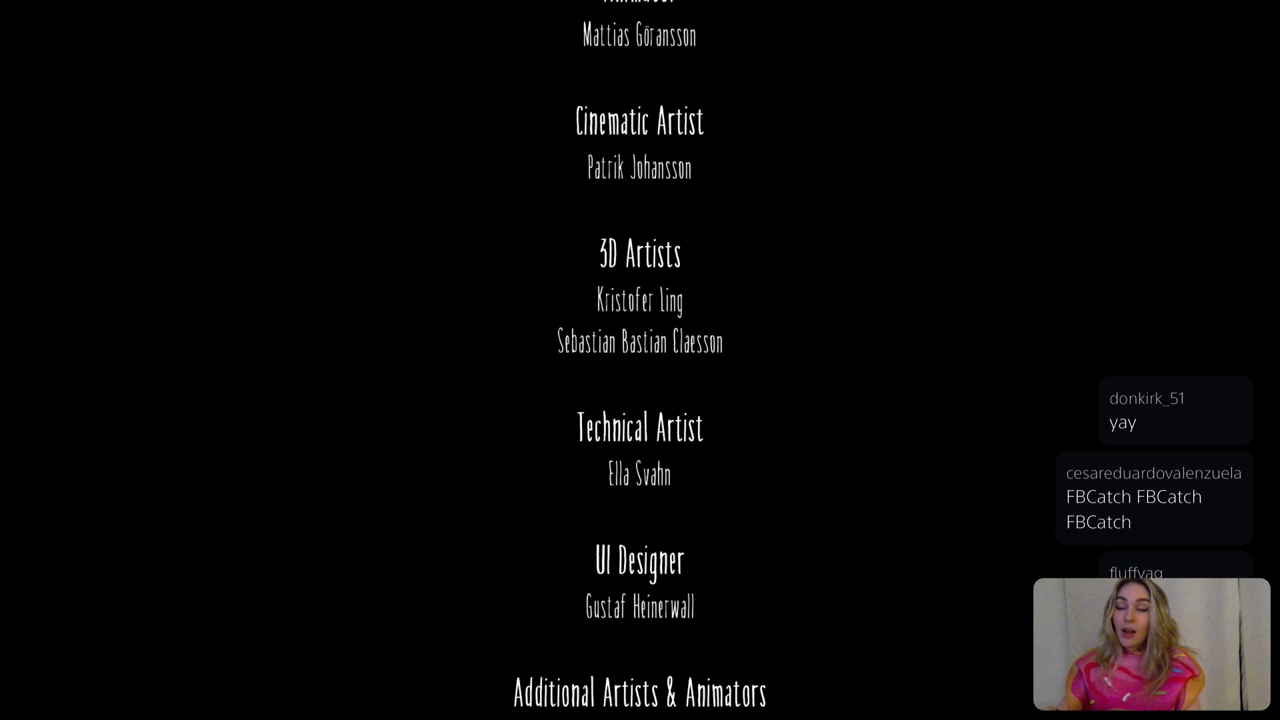 Mattias Göransson
Cinematic Artist
Patrik Johansson
3D Artists
Kristofer Ling
Sebastian Bastian Claesson
Technical Artist
Ella Svahn
UI Designer
Gustaf Heinerwall
Additional Artists & Animators
donkirk_51
yay
cesareduardovalenzuela
FBCatch FBCatch
FBCatch